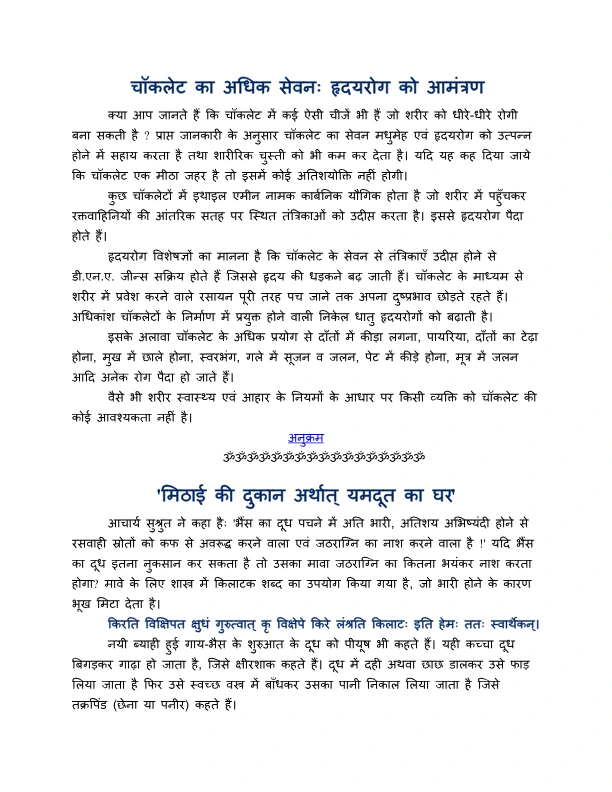 चॉकलेट का अधिक सेवनः हृदयरोग को आमंत्रण
क्या आप जानते हैं कि चॉकलेट में कई ऐसी चीजें भी हैं जो शरीर को धीरे-धीरे रोगी
बना सकती है ? प्राप्त जानकारी के अनुसार चॉकलेट का सेवन मधुमेह एवं हृदयरोग को उत्पन्न
होने में सहाय करता है तथा शारीरिक चुस्ती को भी कम कर देता है। यदि यह कह दिया जाये
कि चॉकलेट एक मीठा जहर है तो इसमें कोई अतिशयोक्ति नहीं होगी।
कुछ चॉकलेटों में इथाइल एमीन नामक कार्बनिक यौगिक होता है जो शरीर में पहुँचकर
रक्तवाहिनियों की आंतरिक सतह पर स्थित तंत्रिकाओं को उदीप्त करता है। इससे हृदयरोग पैदा
होते हैं।
हृदयरोग विशेषज्ञों का मानना है कि चॉकलेट के सेवन से तंत्रिकाएँ उदीप्त होने से
डी.एन.ए. जीन्स सक्रिय होते हैं जिससे हृदय की धड़कने बढ़ जाती हैं। चॉकलेट के माध्यम से
शरीर में प्रवेश करने वाले रसायन पूरी तरह पच जाने तक अपना दुष्प्रभाव छोड़ते रहते हैं।
अधिकांश चॉकलेटों के निर्माण में प्रयुक्त होने वाली निकेल धातु हृदयरोगों को बढ़ाती है।
इसके अलावा चॉकलेट के अधिक प्रयोग से दाँतों में कीड़ा लगना, पायरिया, दाँतों का टेढ़ा
होना, मुख में छाले होना, स्वरभंग, गले में सूजन व जलन, पेट में कीड़े होना, मूत्र में जलन
आदि अनेक रोग पैदा हो जाते हैं।
वैसे भी शरीर स्वास्थ्य एवं आहार के नियमों के आधार पर किसी व्यक्ति को चॉकलेट की
कोई आवश्यकता नहीं है।
अनुक्रम
ॐॐॐॐॐॐॐॐॐॐॐॐॐॐॐॐॐ
'मिठाई की दुकान अर्थात् यमदूत का घर'
आचार्य सुश्रुत ने कहा हैः 'भैंस का दूध पचने में अति भारी, अतिशय अभिष्यंदी होने से
रसवाही स्रोतों को कफ से अवरूद्ध करने वाला एवं जठराग्नि का नाश करने वाला है !' यदि भैंस
का दूध इतना नुकसान कर सकता है तो उसका मावा जठराग्नि का कितना भयंकर नाश करता
होगा? मावे के लिए शास्त्र में किलाटक शब्द का उपयोग किया गया है, जो भारी होने के कारण
भूख मिटा देता है।
किरति विक्षिपत क्षुधं गुरुत्वात् कृ विक्षेपे किरे लंश्रति किलाटः इति हेमः ततः स्वार्थेकन्।
नयी ब्याही हुई गाय-भैस के शुरुआत के दूध को पीयूष भी कहते हैं। यही कच्चा दूध
बिगड़कर गाढ़ा हो जाता है, जिसे क्षीरशाक कहते हैं। दूध में दही अथवा छाछ डालकर उसे फाड़
लिया जाता है फिर उसे स्वच्छ वस्त्र में बाँधकर उसका पानी निकाल लिया जाता है जिसे
तक्रपिंड (छेना या पनीर) कहते हैं।